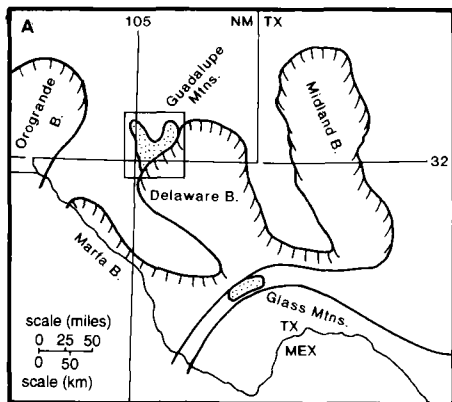 A
105
NM
TX
Guadalupe
Mtns.
Orogrande
B.
Midland B.
32
Delaware B.
Marfa B.
Glass Mtns.
TX
MEX
scale (miles)
0 25 50
0 50
scale (km)